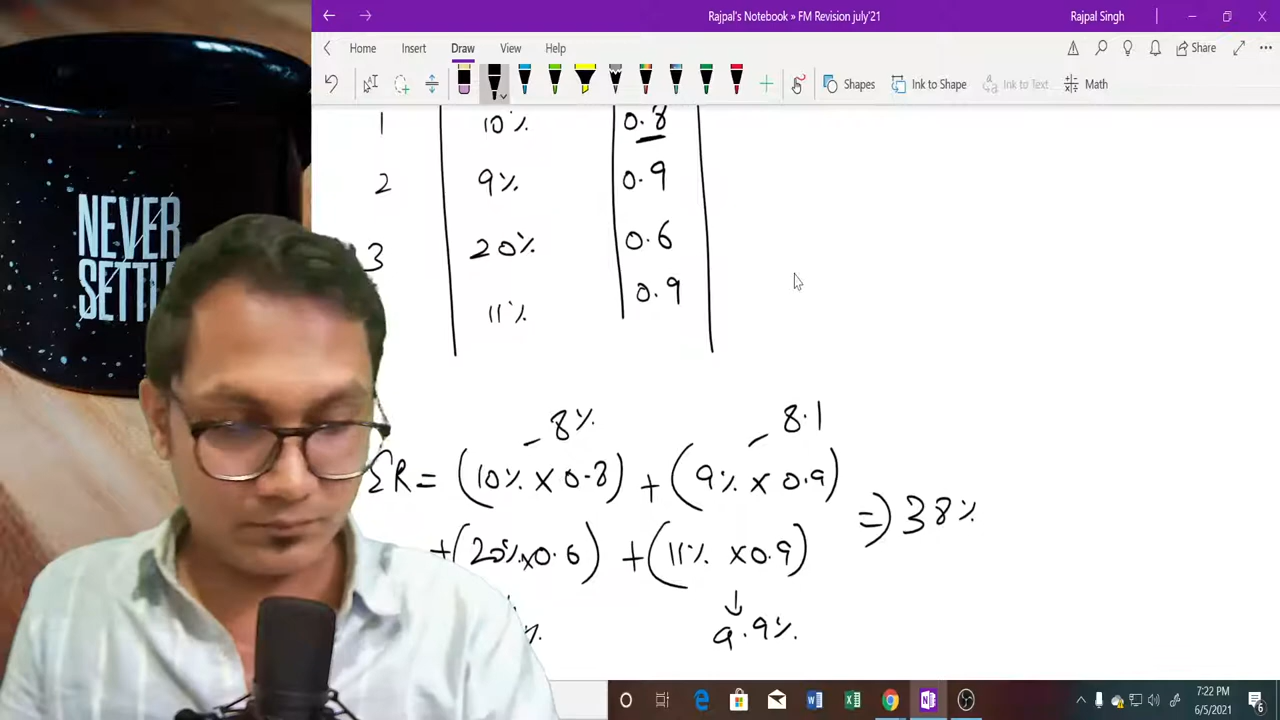 Rajpal's Notebook » FM Revision july'21
Rajpal Singh
Home Insert Draw View Help
Share
Shapes
Ink to Shape
Ink to Text
Math
1 10% 0.8
2 9% 0.9
3 20% 0.6
11% 0.9
NEVER
SETTL
8% 8.1
ER = (10% x 0.8) + (9% x 0.9)
=> 38%
+(20% x 0.6) + (11% x 0.9)
%.
9.9%
7:22 PM
6/5/2021
6